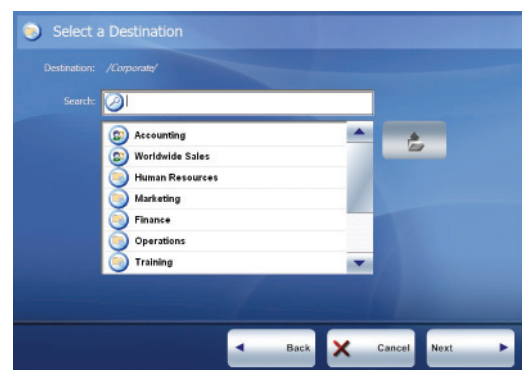 Select a Destination
Destination: /Corporate/
Search:
Accounting
Worldwide Sales
Human Resources
Marketing
Finance
Operations
Training
Back Cancel Next